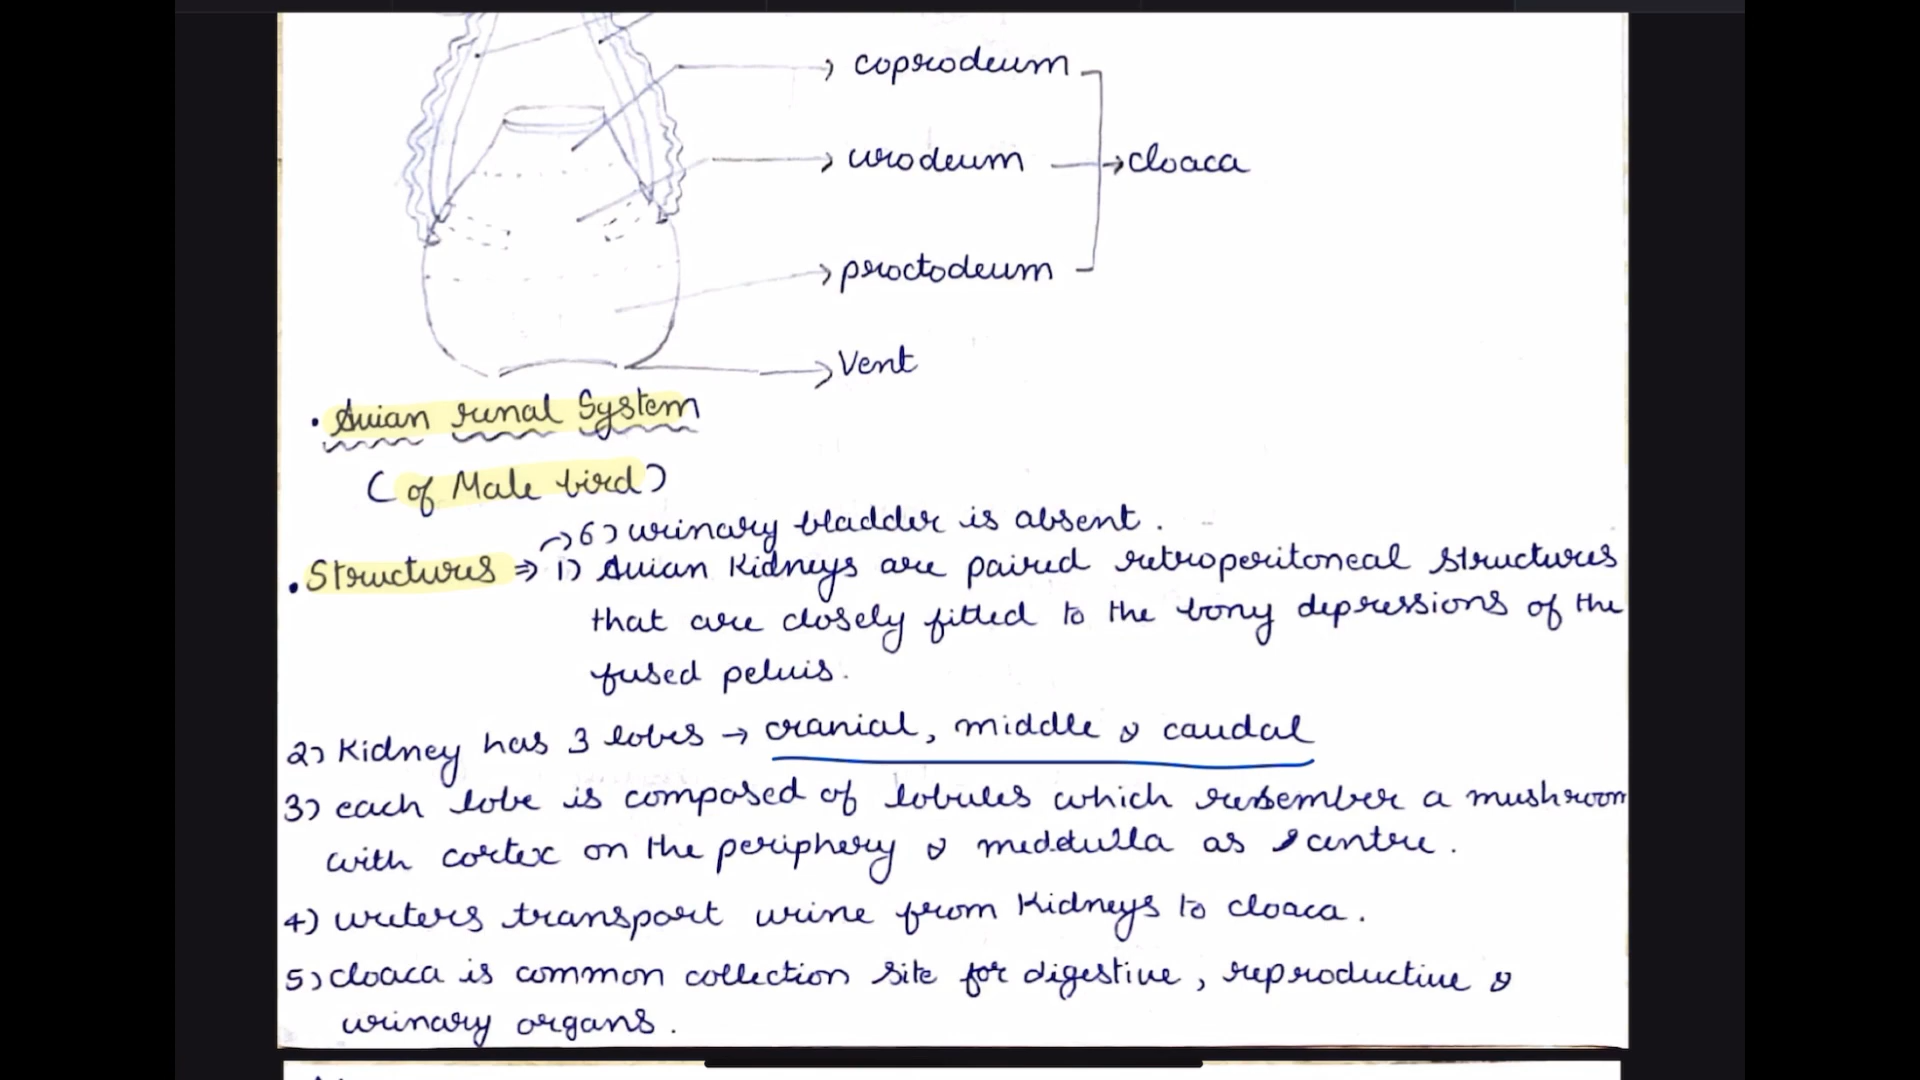 coprodeum
urodeum → cloaca
proctodeum
Vent
• Avian renal System
(of Male bird)
→ 6) urinary bladder is absent.
• Structures ⇒ 1) Avian Kidneys are paired retroperitoneal structures
that are closely fitted to the bony depressions of the
fused pelvis.
2) Kidney has 3 lobes → cranial, middle & caudal
3) each lobe is composed of lobules which resember a mushroom
with cortex on the periphery & meddulla as centre.
4) ureters transport urine from Kidneys to cloaca.
5) cloaca is common collection site for digestive, reproductive &
urinary organs.